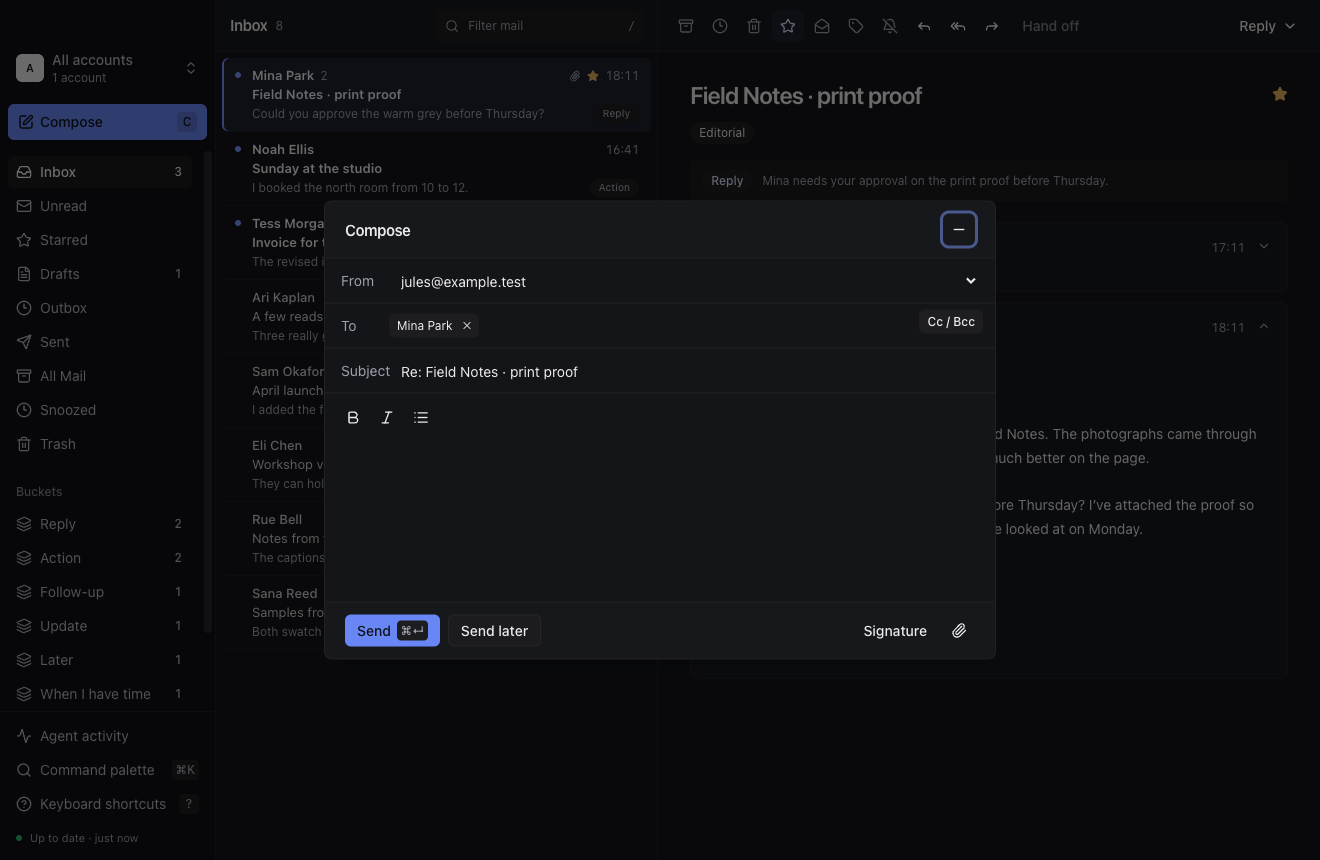 A
All accounts
1 account
Compose
C
Inbox
3
Unread
Starred
Drafts
1
Outbox
Sent
All Mail
Snoozed
Trash
Buckets
Reply
2
Action
2
Follow-up
1
Update
1
Later
1
When I have time
1
Agent activity
Command palette
⌘K
Keyboard shortcuts
?
Up to date · just now
Inbox 8
Filter mail
/
Mina Park 2
18:11
Field Notes · print proof
Could you approve the warm grey before Thursday?
Reply
Noah Ellis
16:41
Sunday at the studio
I booked the north room from 10 to 12.
Action
Tess Morga
Invoice for
The revised
Ari Kaplan
A few reads
Three really
Sam Okafor
April launch
I added the f
Eli Chen
Workshop v
They can hol
Rue Bell
Notes from
The captions
Sana Reed
Samples fro
Both swatch
Hand off
Reply
Field Notes · print proof
Editorial
Reply
Mina needs your approval on the print proof before Thursday.
17:11
18:11
d Notes. The photographs came through
uch better on the page.
ore Thursday? I’ve attached the proof so
e looked at on Monday.
Compose
From
jules@example.test
To
Mina Park
Cc / Bcc
Subject
Re: Field Notes · print proof
B
I
Send ⌘↵
Send later
Signature